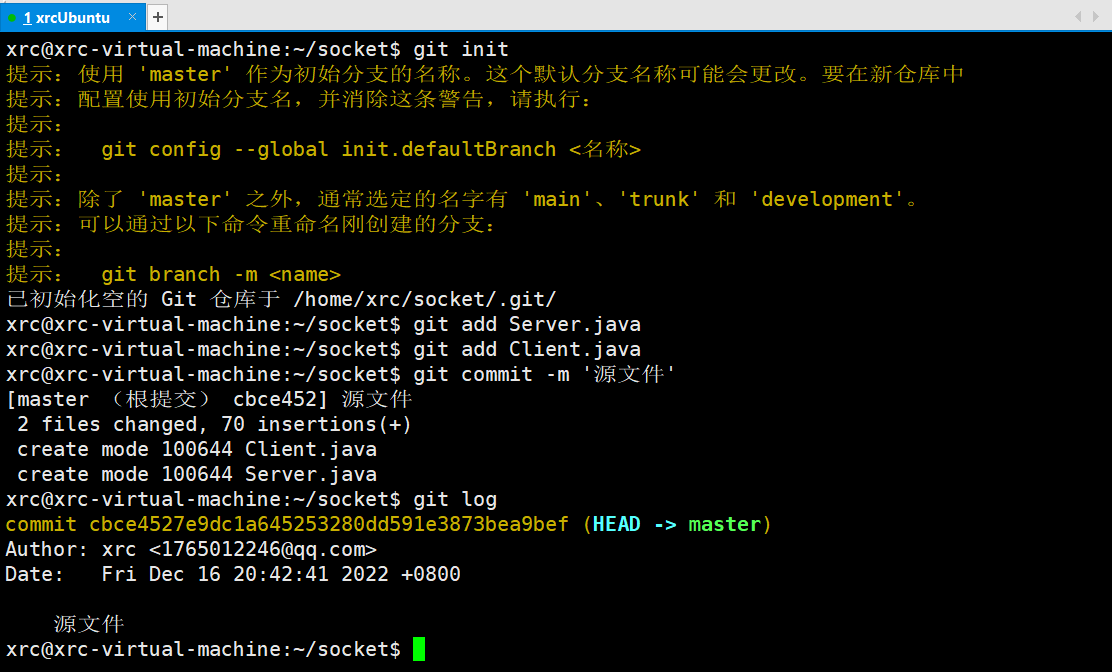 1 xrcUbuntu × +
xrc@xrc-virtual-machine:~/socket$ git init
提示：使用 'master' 作为初始分支的名称。这个默认分支名称可能会更改。要在新仓库中
提示：配置使用初始分支名，并消除这条警告，请执行：
提示：
提示：  git config --global init.defaultBranch <名称>
提示：
提示：除了 'master' 之外，通常选定的名字有 'main'、'trunk' 和 'development'。
提示：可以通过以下命令重命名刚创建的分支：
提示：
提示：  git branch -m <name>
已初始化空的 Git 仓库于 /home/xrc/socket/.git/
xrc@xrc-virtual-machine:~/socket$ git add Server.java
xrc@xrc-virtual-machine:~/socket$ git add Client.java
xrc@xrc-virtual-machine:~/socket$ git commit -m '源文件'
[master （根提交） cbce452] 源文件
 2 files changed, 70 insertions(+)
 create mode 100644 Client.java
 create mode 100644 Server.java
xrc@xrc-virtual-machine:~/socket$ git log
commit cbce4527e9dc1a645253280dd591e3873bea9bef (HEAD -> master)
Author: xrc <1765012246@qq.com>
Date:   Fri Dec 16 20:42:41 2022 +0800
    源文件
xrc@xrc-virtual-machine:~/socket$